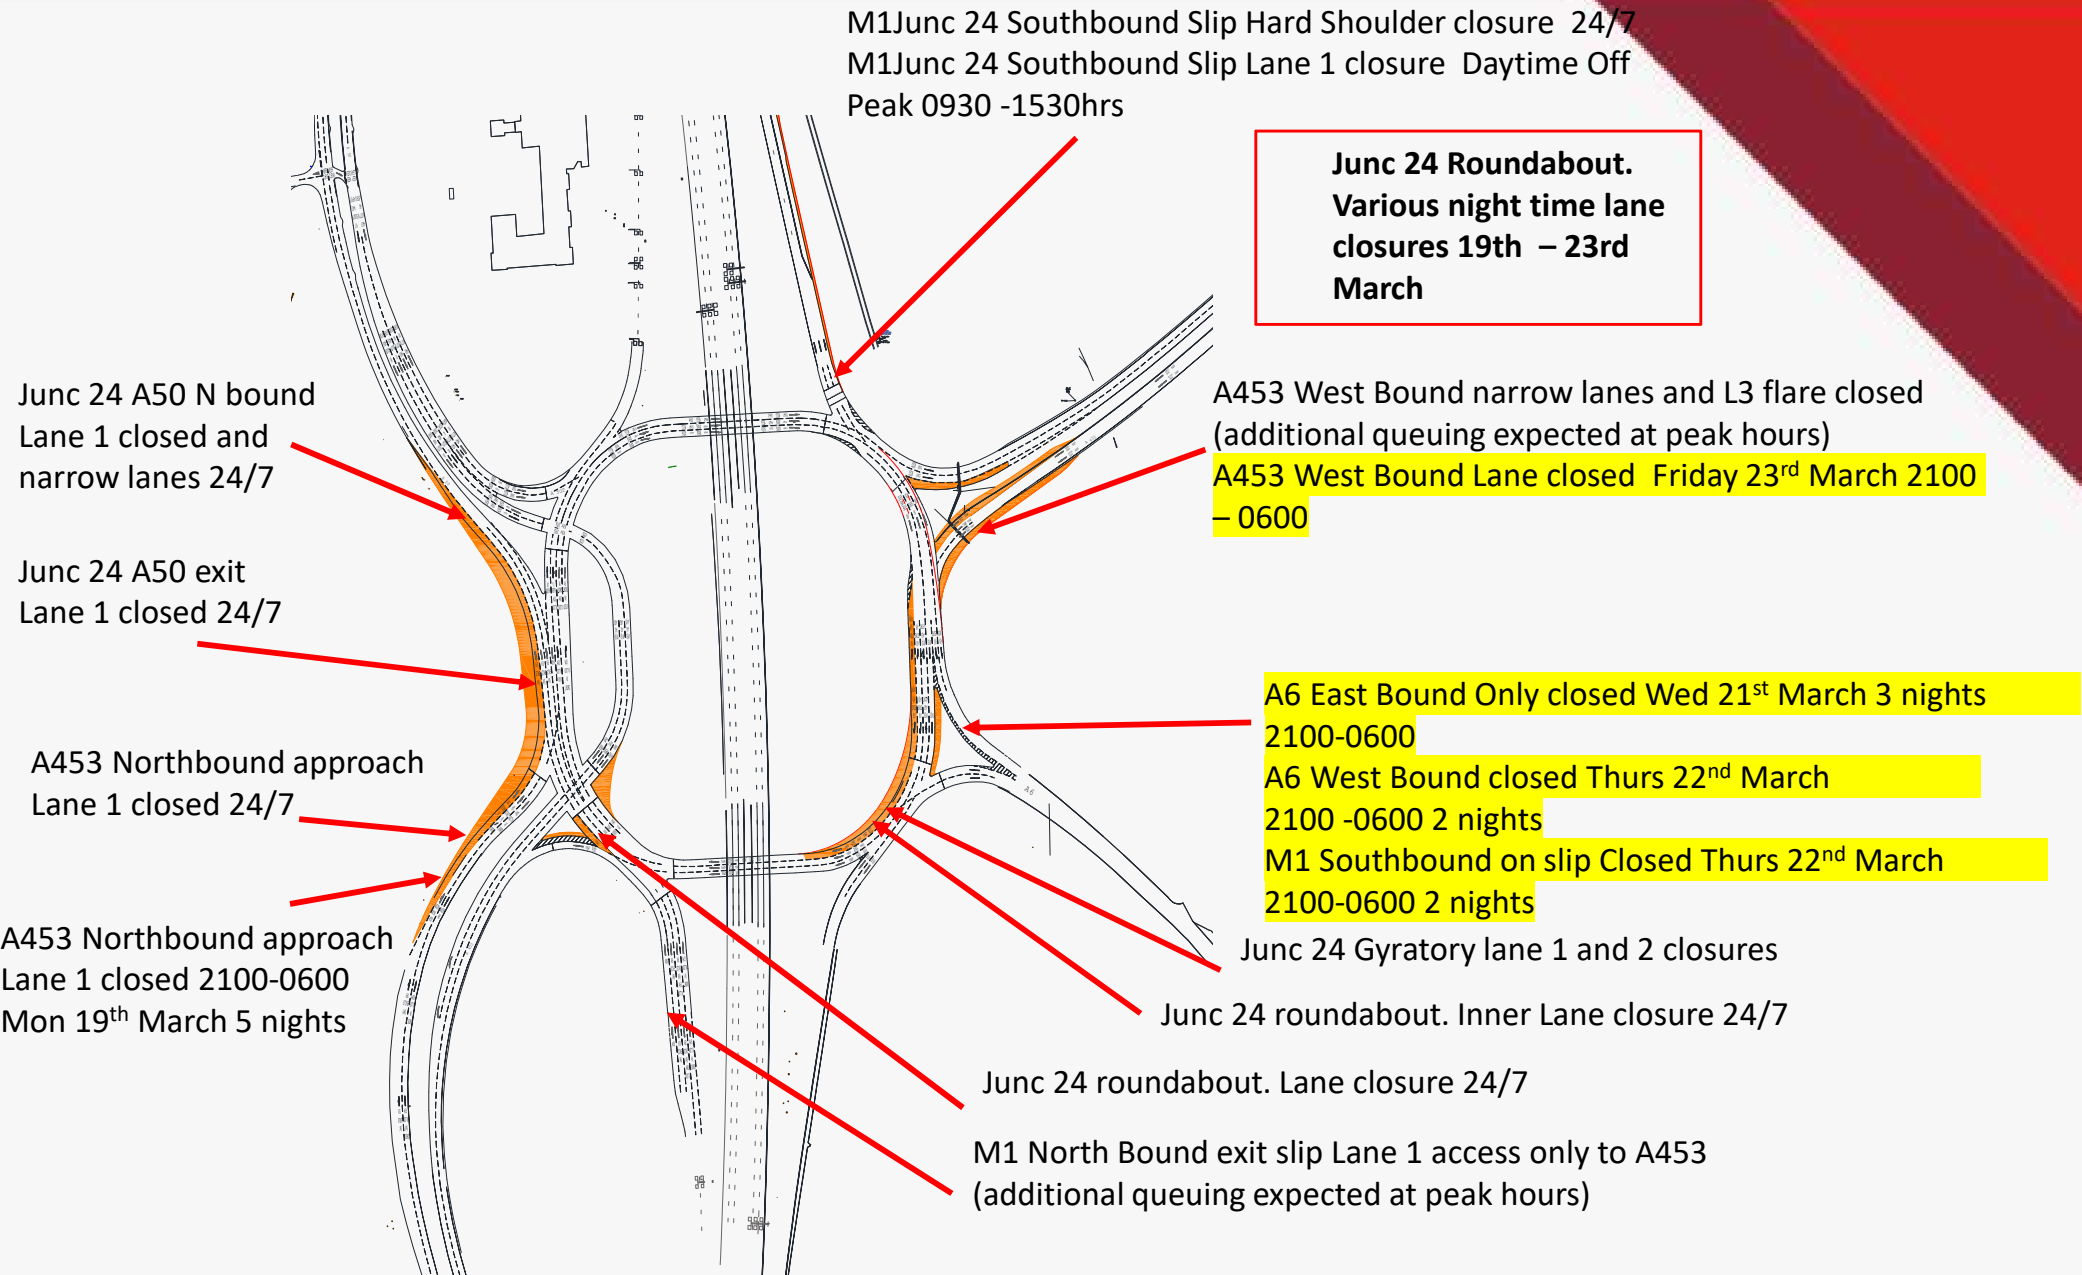 M1Junc 24 Southbound Slip Hard Shoulder closure 24/7
M1Junc 24 Southbound Slip Lane 1 closure Daytime Off
Peak 0930 -1530hrs
Junc 24 Roundabout.
Various night time lane
closures 19th – 23rd
March
Junc 24 A50 N bound
Lane 1 closed and
narrow lanes 24/7
A453 West Bound narrow lanes and L3 flare closed
(additional queuing expected at peak hours)
A453 West Bound Lane closed Friday 23rd March 2100
– 0600
Junc 24 A50 exit
Lane 1 closed 24/7
A6 East Bound Only closed Wed 21st March 3 nights
2100-0600
A6 West Bound closed Thurs 22nd March
2100 -0600 2 nights
M1 Southbound on slip Closed Thurs 22nd March
2100-0600 2 nights
A453 Northbound approach
Lane 1 closed 24/7
A6
A453 Northbound approach
Lane 1 closed 2100-0600
Mon 19th March 5 nights
Junc 24 Gyratory lane 1 and 2 closures
Junc 24 roundabout. Inner Lane closure 24/7
Junc 24 roundabout. Lane closure 24/7
M1 North Bound exit slip Lane 1 access only to A453
(additional queuing expected at peak hours)